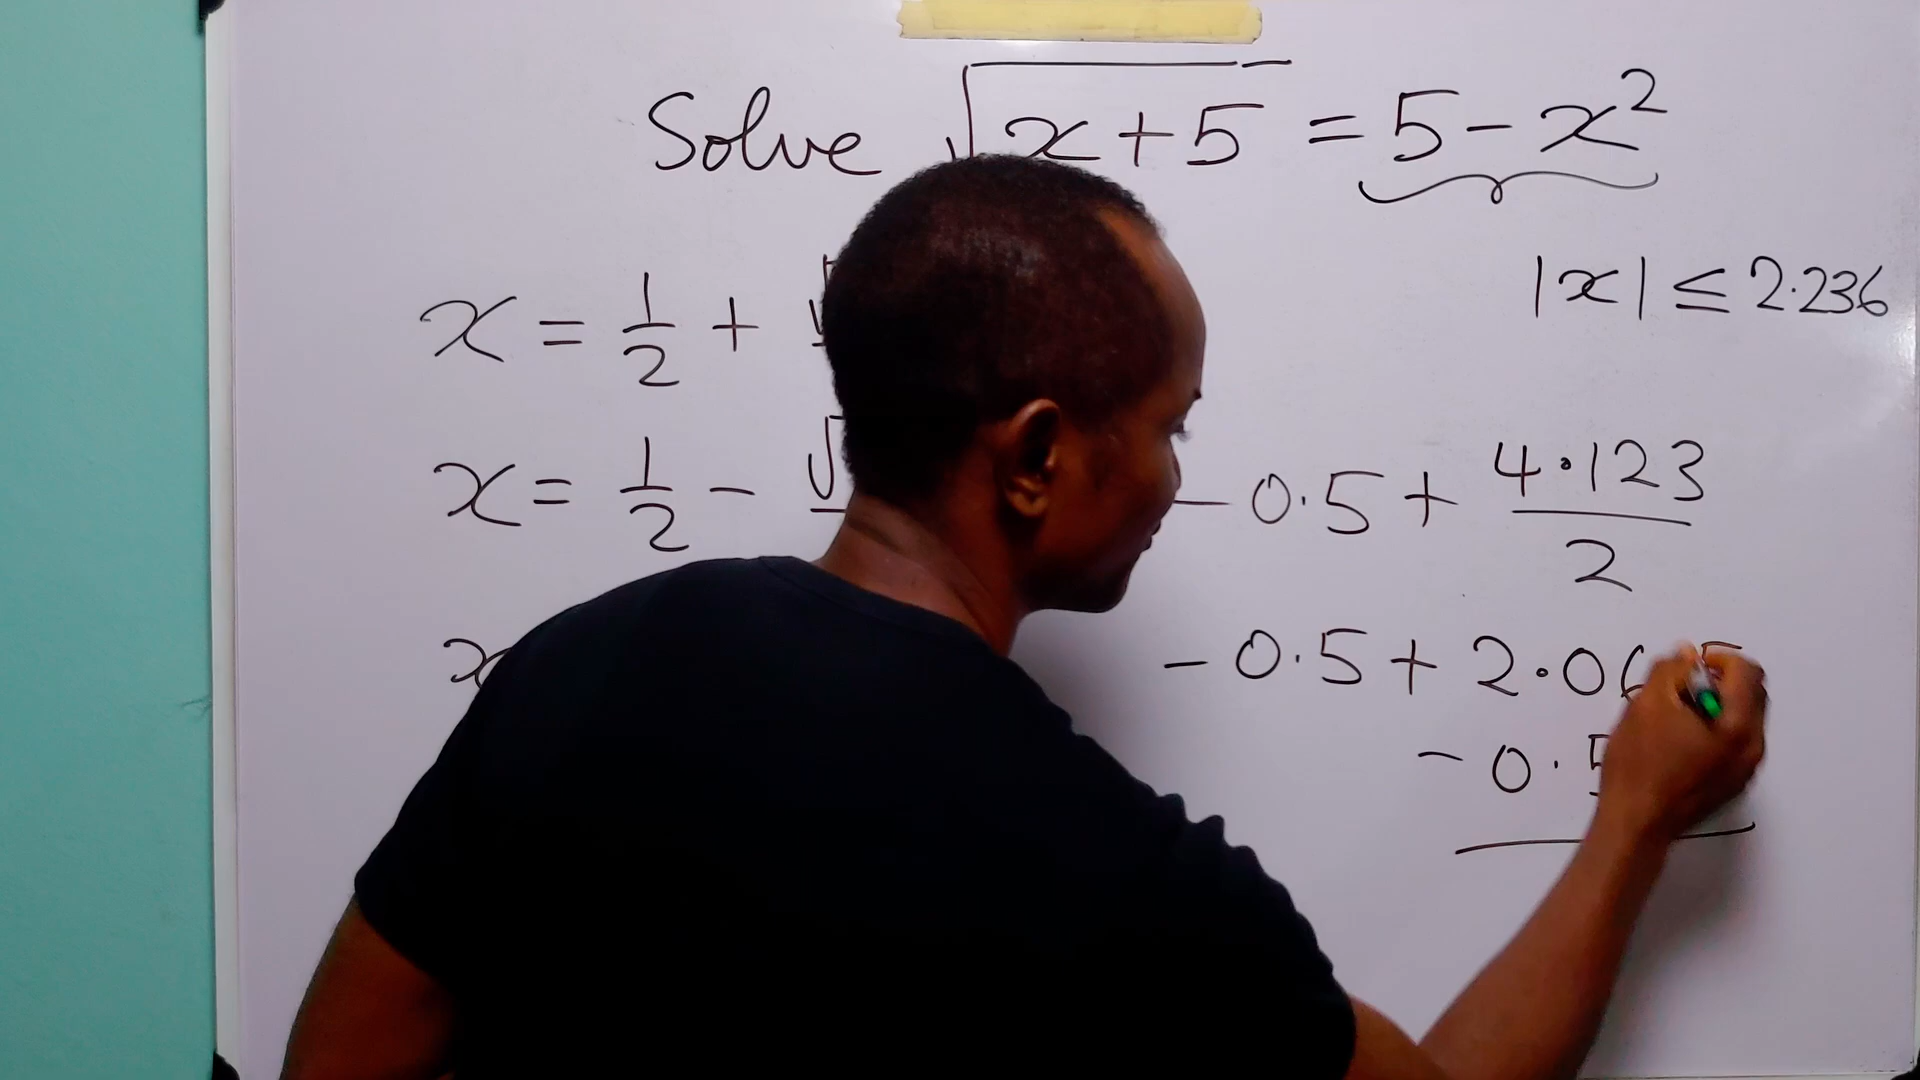 Solve √x+5 = 5-x²
|x| ≤ 2.236
x = 1/2 +
x = 1/2 - √
-0.5 + 4.123/2
x
-0.5 + 2.06
-0.5